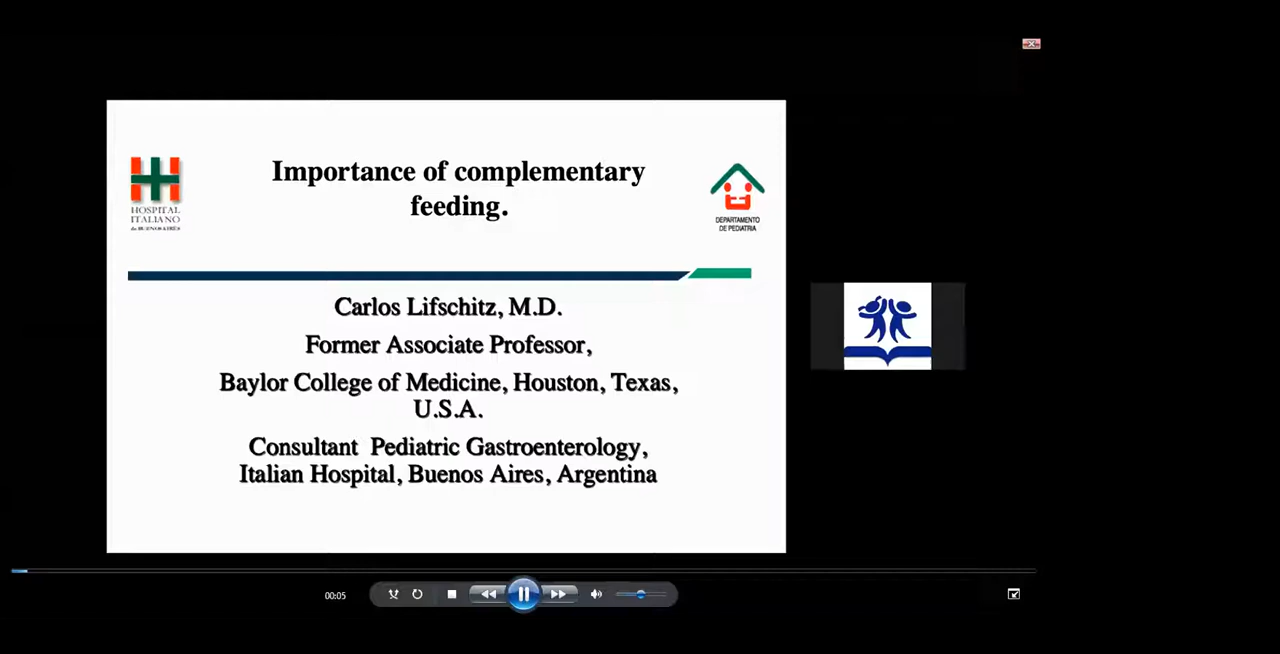 Importance of complementary
feeding.
HOSPITAL
ITALIANO
de BUENOS AIRES
DEPARTAMENTO
DE PEDIATRIA
Carlos Lifschitz, M.D.
Former Associate Professor,
Baylor College of Medicine, Houston, Texas,
U.S.A.
Consultant Pediatric Gastroenterology,
Italian Hospital, Buenos Aires, Argentina
00:05